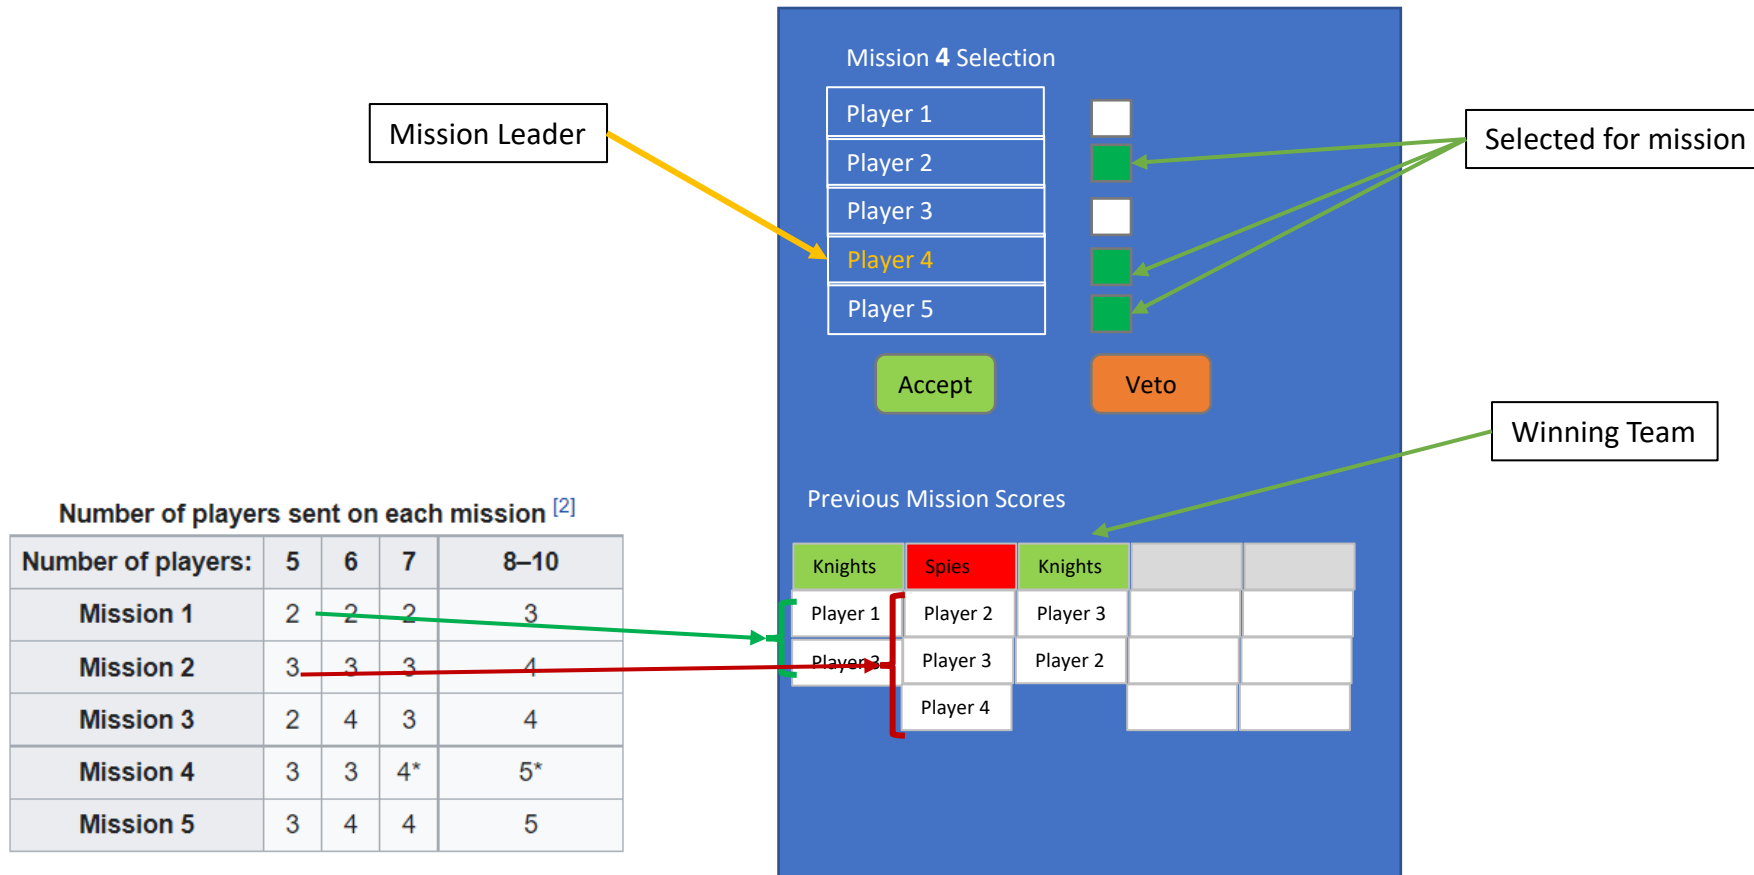 Mission 4 Selection
Player 1
Mission Leader
Selected for mission
Player 2
Player 3
Player 4
Player 5
Accept Veto
Winning Team
Previous Mission Scores
Knights Spies Knights
Player 1 Player 2 Player 3
Player 3 Player 3 Player 2
Player 4
Number of players sent on each mission [2]
Number of players: 5 6 7 8–10
Mission 1 2 2 2 3
Mission 2 3 3 3 4
Mission 3 2 4 3 4
Mission 4 3 3 4* 5*
Mission 5 3 4 4 5